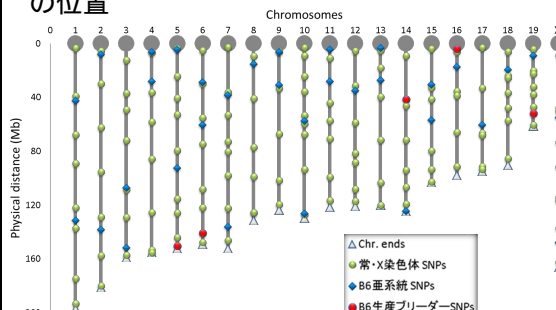 の位置
Chromosomes
0 1 2 3 4 5 6 7 8 9 10 11 12 13 14 15 16 17 18 19
0
40
80
120
160
Physical distance (Mb)
Chr. ends
常・X染色体 SNPs
B6亜系統 SNPs
B6生産ブリーダーSNPs